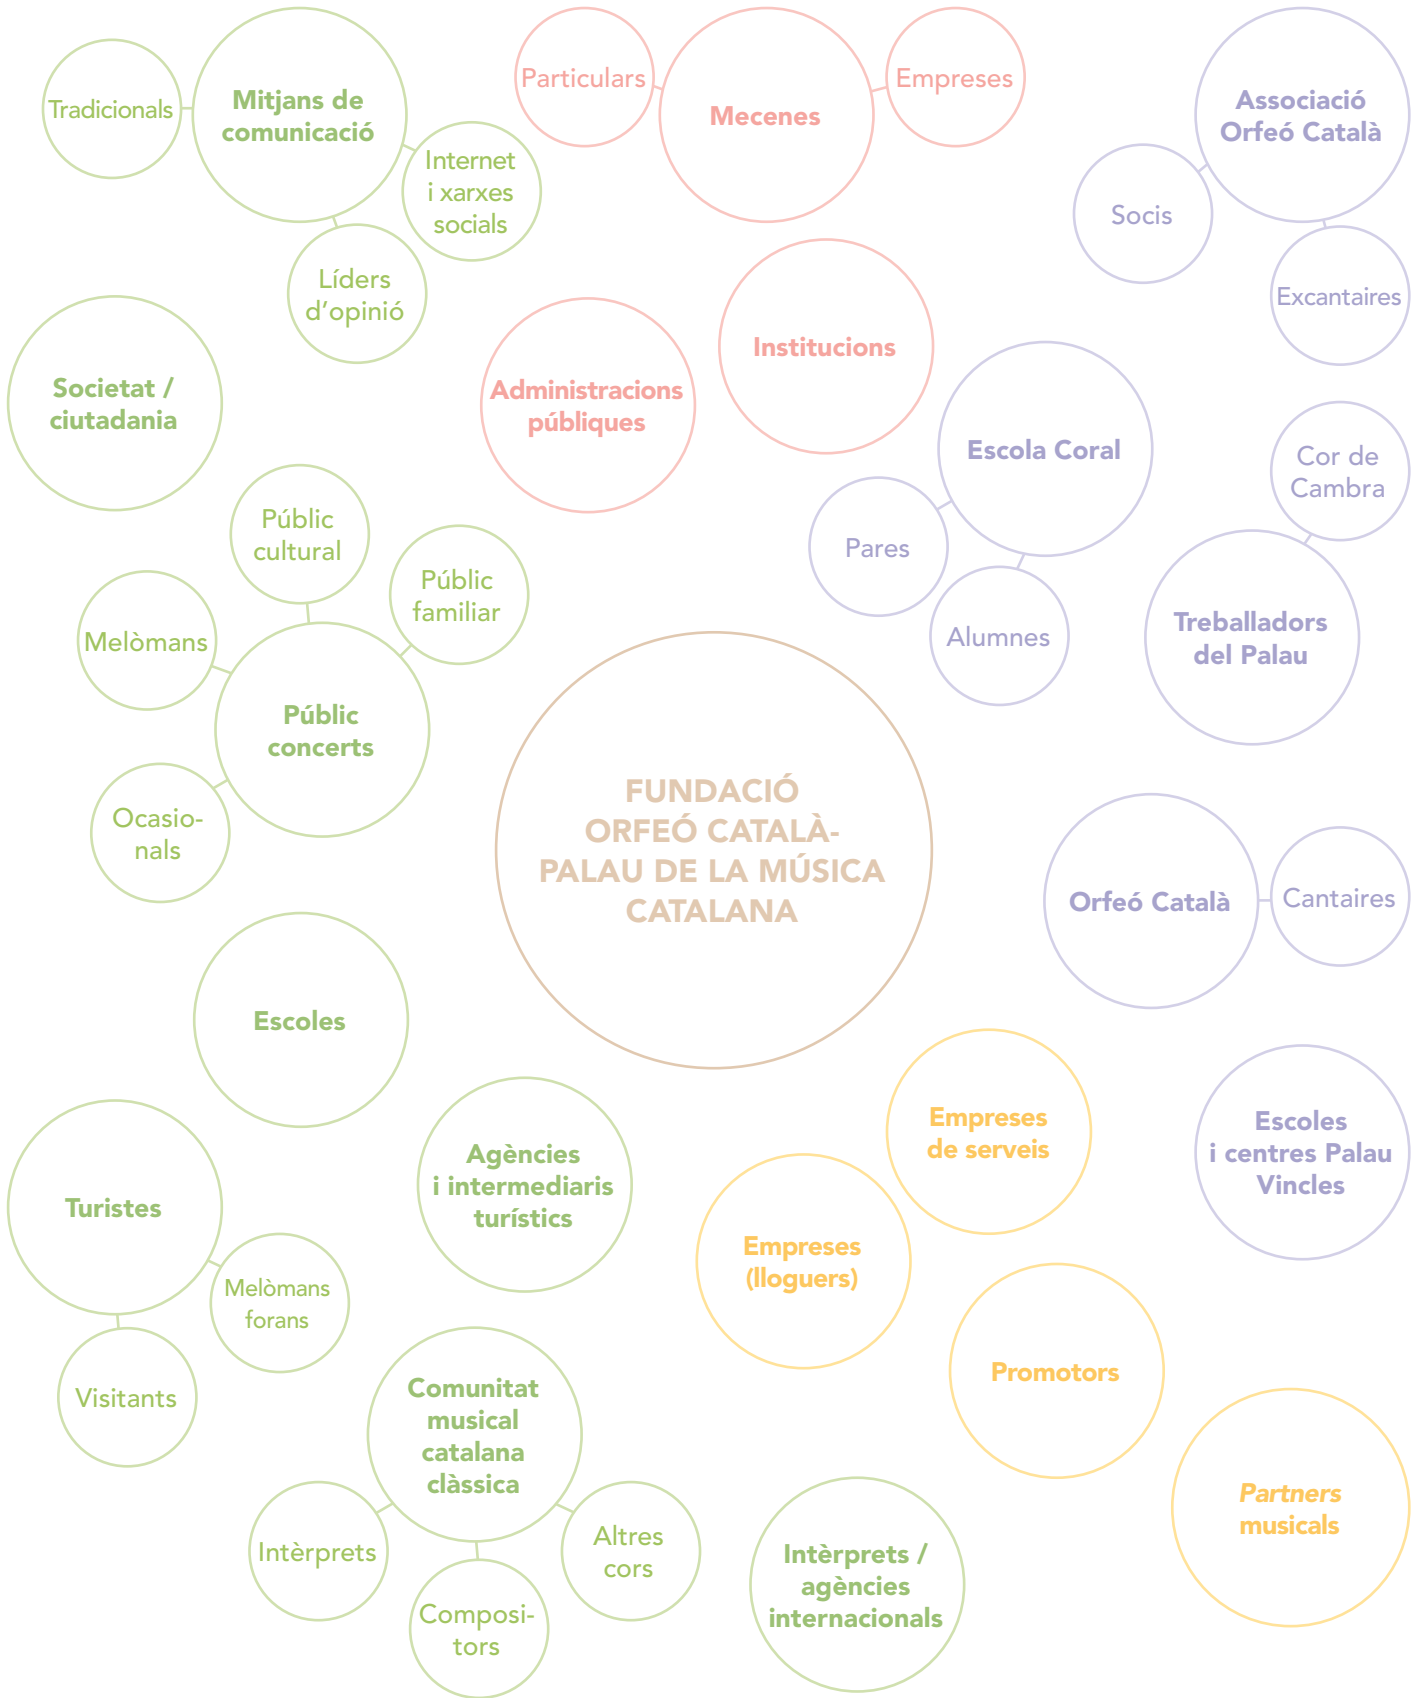 Tradicionals
Mitjans de
comunicació
Internet
i xarxes
socials
Líders
d’opinió
Particulars
Mecenes
Empreses
Associació
Orfeó Català
Socis
Excantaires
Societat /
ciutadania
Administracions
públiques
Institucions
Escola Coral
Pares
Alumnes
Cor de
Cambra
Treballadors
del Palau
Públic
cultural
Públic
familiar
Melòmans
Públic
concerts
Ocasio-
nals
FUNDACIÓ
ORFEÓ CATALÀ-
PALAU DE LA MÚSICA
CATALANA
Orfeó Català
Cantaires
Escoles
Agències
i intermediaris
turístics
Empreses
de serveis
Escoles
i centres Palau
Vincles
Turistes
Melòmans
forans
Visitants
Empreses
(lloguers)
Promotors
Partners
musicals
Comunitat
musical
catalana
clàssica
Intèrprets
Composi-
tors
Altres
cors
Intèrprets /
agències
internacionals